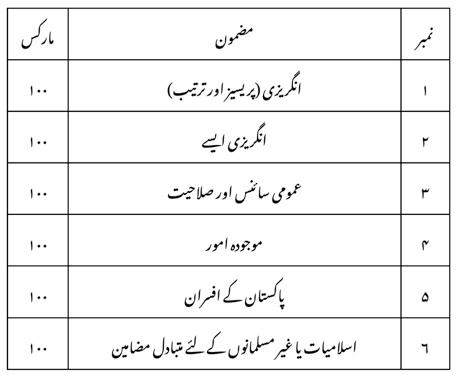 نمبر مضمون مارکس
۱ انگریزی (پریسیز اور ترتیب) ۱۰۰
۲ انگریزی ایسے ۱۰۰
۳ عمومی سائنس اور صلاحیت ۱۰۰
۴ موجودہ امور ۱۰۰
۵ پاکستان کے افسران ۱۰۰
۶ اسلامیات یا غیر مسلمانوں کے لئے متبادل مضامین ۱۰۰